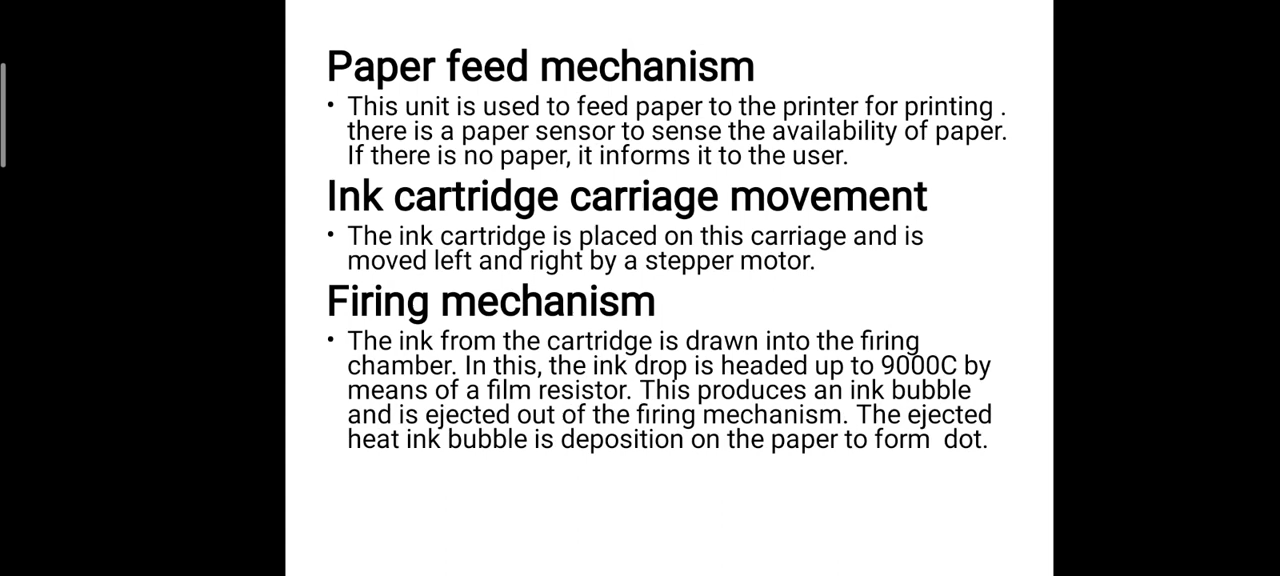 Paper feed mechanism
• This unit is used to feed paper to the printer for printing .
there is a paper sensor to sense the availability of paper.
If there is no paper, it informs it to the user.
Ink cartridge carriage movement
• The ink cartridge is placed on this carriage and is
moved left and right by a stepper motor.
Firing mechanism
• The ink from the cartridge is drawn into the firing
chamber. In this, the ink drop is headed up to 9000C by
means of a film resistor. This produces an ink bubble
and is ejected out of the firing mechanism. The ejected
heat ink bubble is deposition on the paper to form  dot.